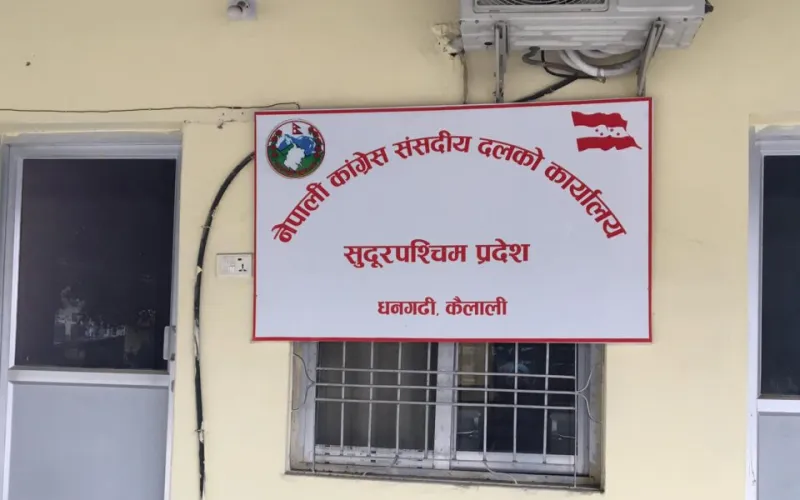 नेपाली कांग्रेस संसदीय दलको कार्यालय
सुदूरपश्चिम प्रदेश
धनगढी, कैलाली